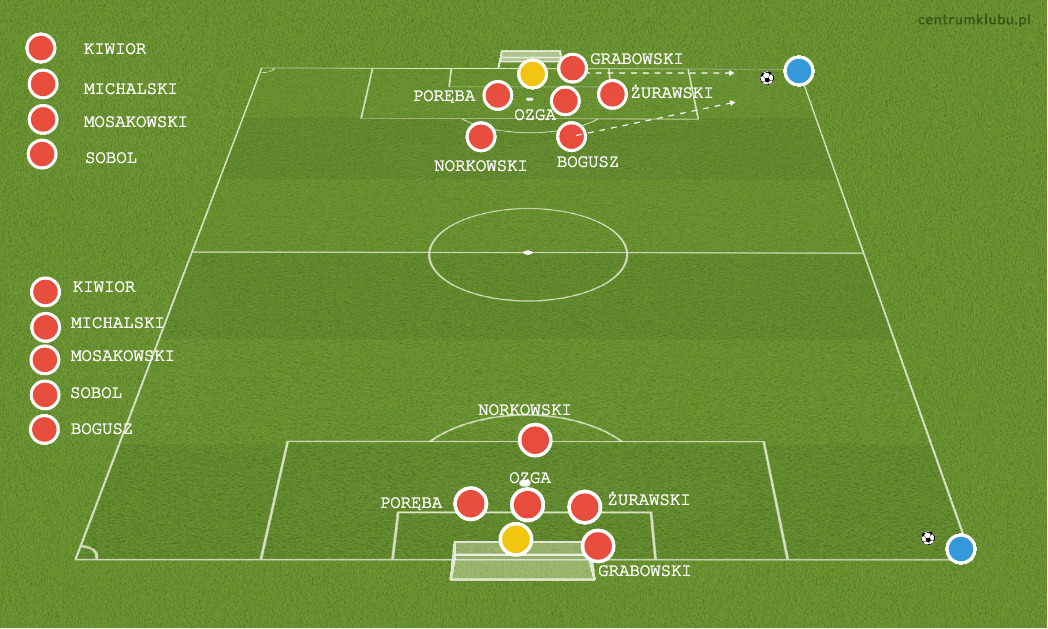 centrumklubu.pl
KIWIOR
MICHALSKI
MOSAKOWSKI
SOBOL
GRABOWSKI
PORĘBA
OZGA
ŻURAWSKI
NORKOWSKI
BOGUSZ
KIWIOR
MICHALSKI
MOSAKOWSKI
SOBOL
BOGUSZ
NORKOWSKI
OZGA
PORĘBA
ŻURAWSKI
GRABOWSKI